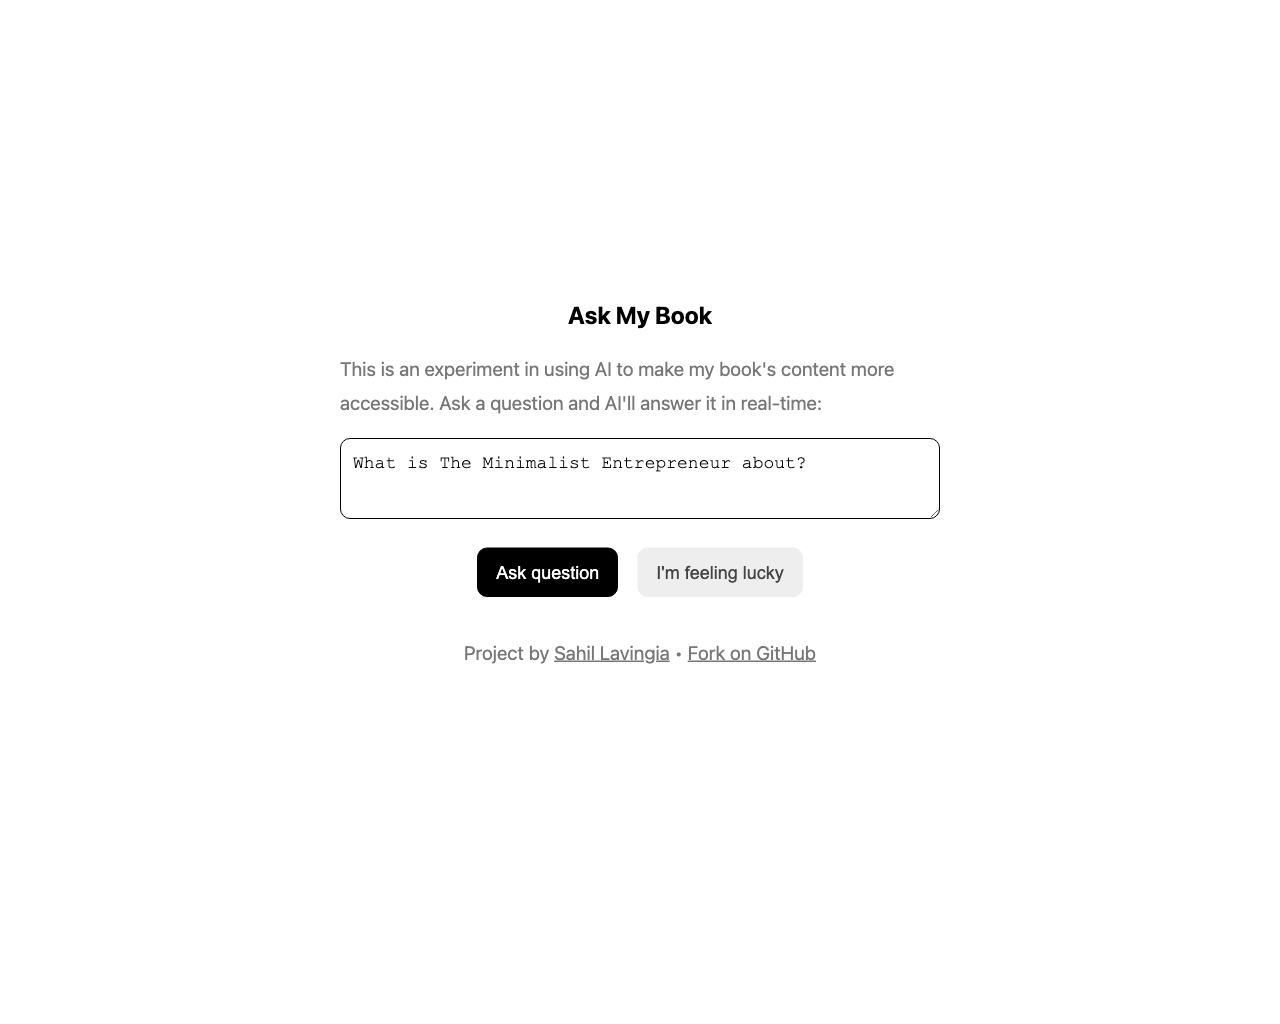 Ask My Book
This is an experiment in using AI to make my book's content more
accessible. Ask a question and AI'll answer it in real-time:
What is The Minimalist Entrepreneur about?
Ask question I'm feeling lucky
Project by Sahil Lavingia • Fork on GitHub